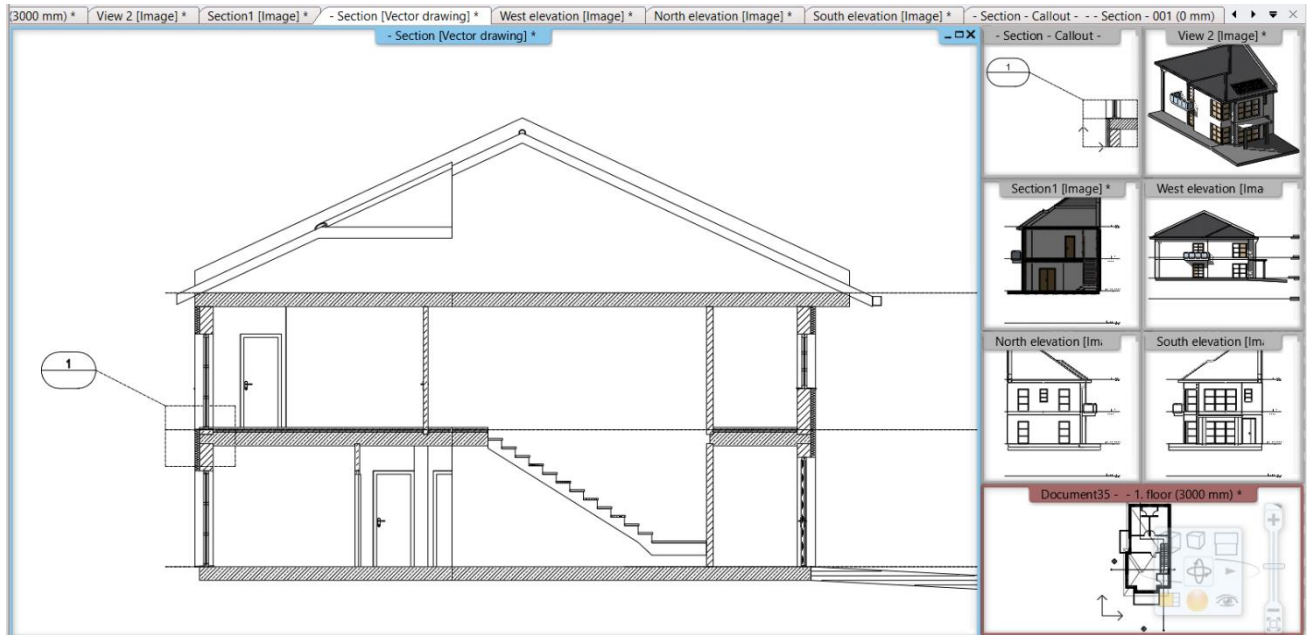 (3000 mm) *
View 2 [Image] *
Section1 [Image] *
- Section [Vector drawing] *
West elevation [Image] *
North elevation [Image] *
South elevation [Image] *
- Section - Callout - - - Section - 001 (0 mm)
- Section [Vector drawing] *
- Section - Callout -
View 2 [Image] *
1
Section1 [Image] *
West elevation [Ima
1
North elevation [Im
South elevation [Im
Document35 - - 1. floor (3000 mm) *